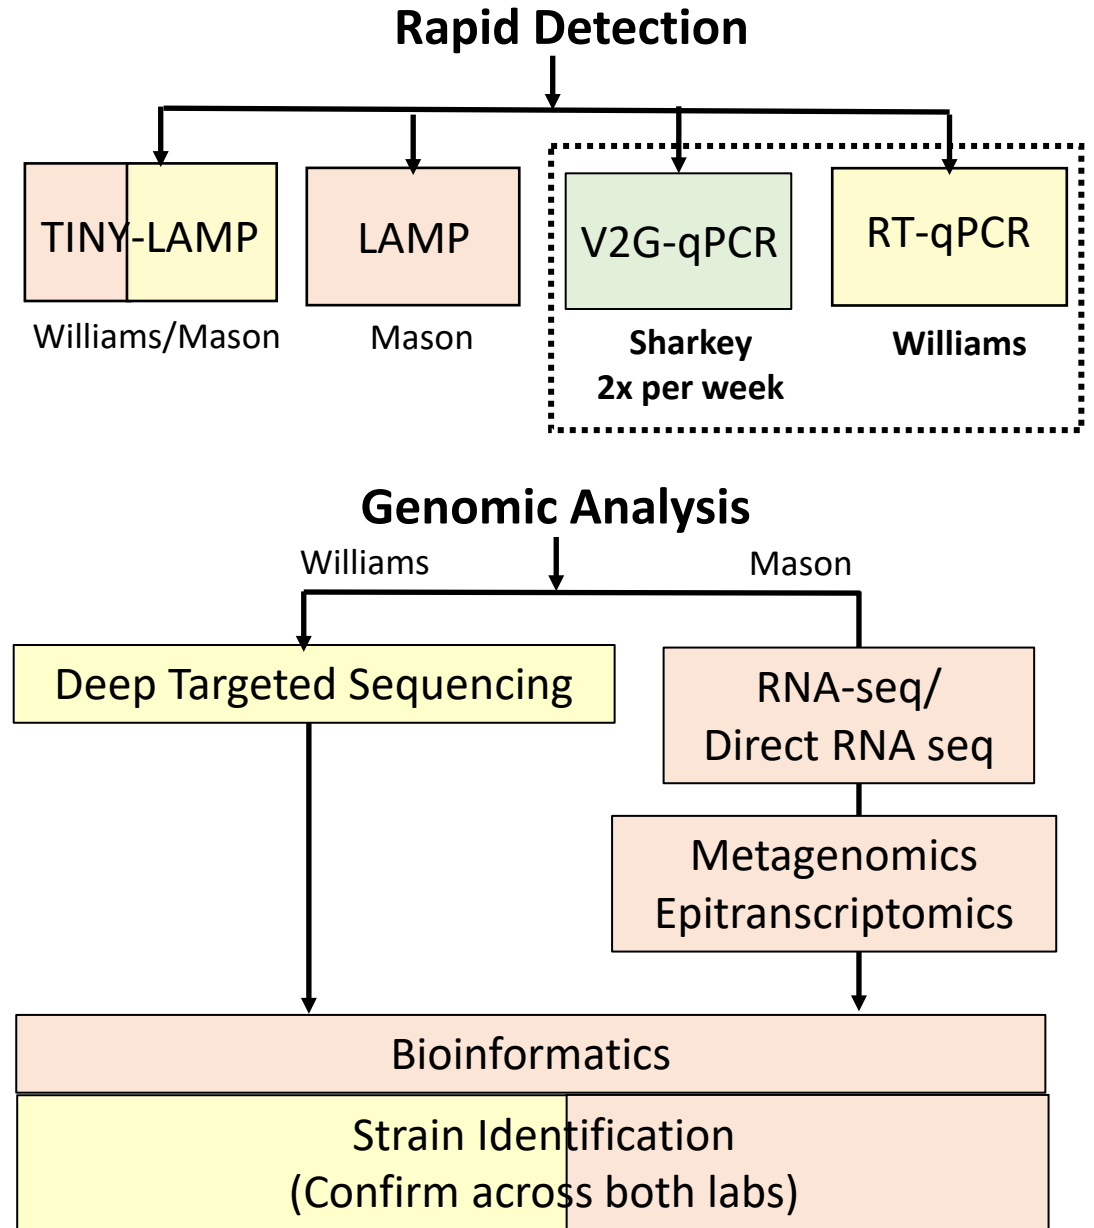 Rapid Detection
TINY-LAMP
LAMP
V2G-qPCR
RT-qPCR
Williams/Mason
Mason
Sharkey
2x per week
Williams
Genomic Analysis
Williams
Mason
Deep Targeted Sequencing
RNA-seq/
Direct RNA seq
Metagenomics
Epitranscriptomics
Bioinformatics
Strain Identification
(Confirm across both labs)